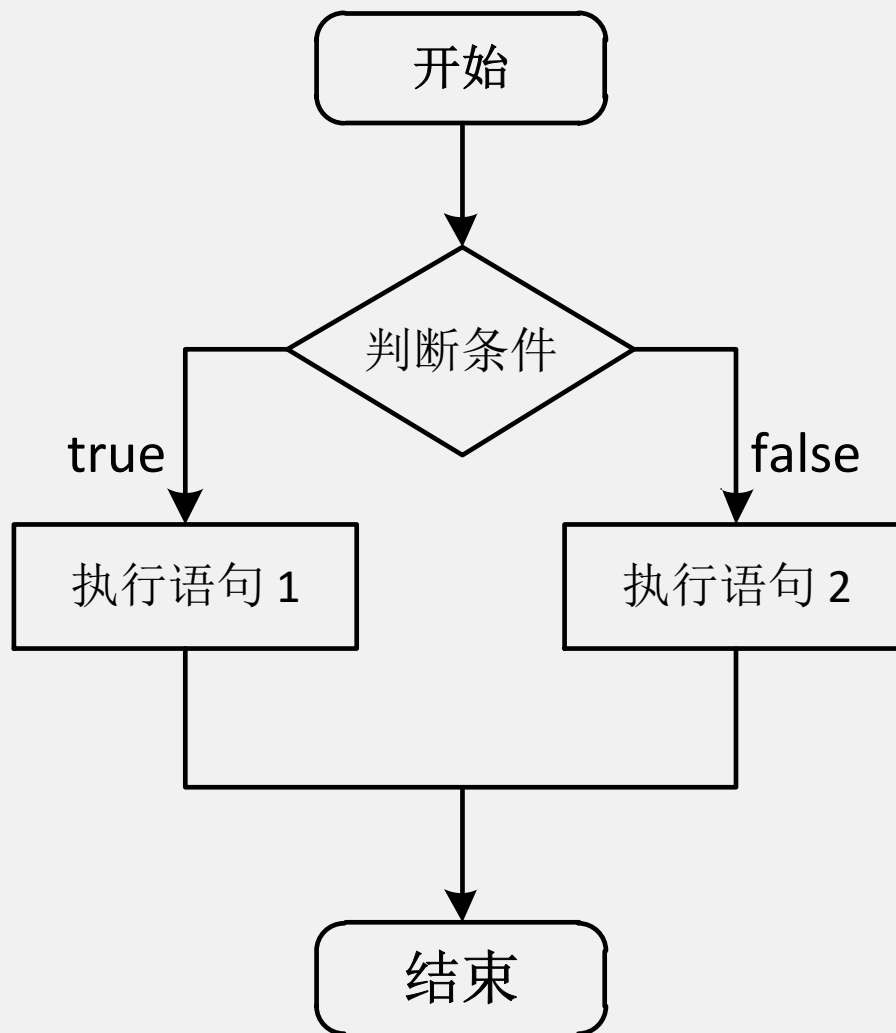 开始
判断条件
true
false
执行语句 1
执行语句 2
结束